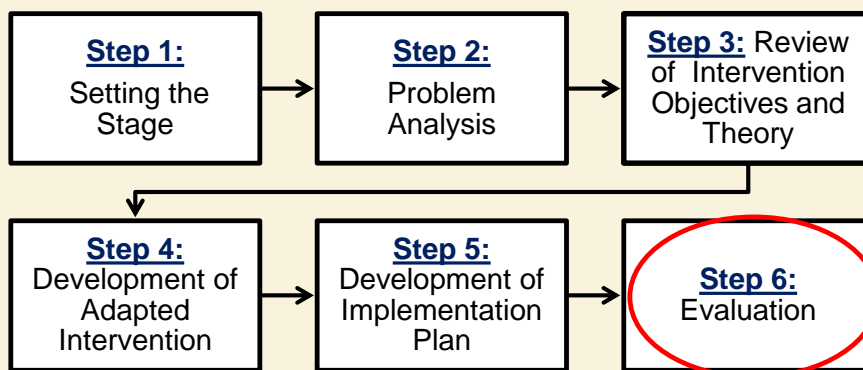 Step 1:
Setting the
Stage
Step 2:
Problem
Analysis
Step 3: Review
of Intervention
Objectives and
Theory
Step 4:
Development of
Adapted
Intervention
Step 5:
Development of
Implementation
Plan
Step 6:
Evaluation